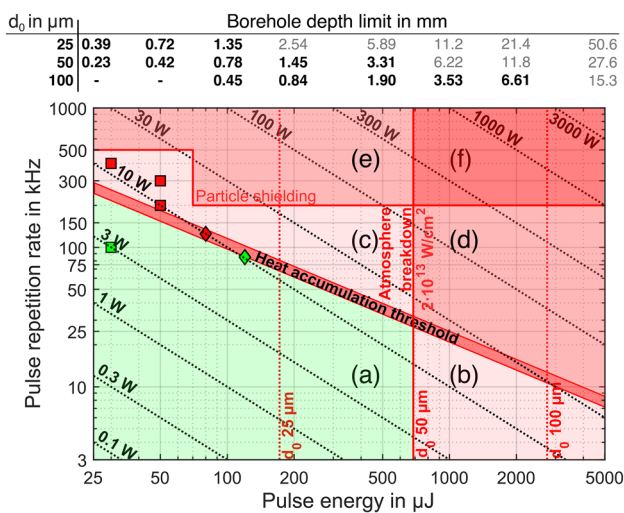 d0 in µm Borehole depth limit in mm
25 0.39 0.72 1.35 2.54 5.89 11.2 21.4 50.6
50 0.23 0.42 0.78 1.45 3.31 6.22 11.8 27.6
100 - - 0.45 0.84 1.90 3.53 6.61 15.3
Pulse repetition rate in kHz
1000
500
300
150
100
75
50
25
10
3
30 W
100 W
300 W
1000 W
3000 W
10 W
3 W
1 W
0.3 W
0.1 W
(e)
(f)
Particle shielding
(c)
(d)
Atmosphere
breakdown
2·10^13 W/cm^2
Heat accumulation threshold
(a)
(b)
d0 25 µm
d0 50 µm
d0 100 µm
25 50 100 200 500 1000 2000 5000
Pulse energy in µJ